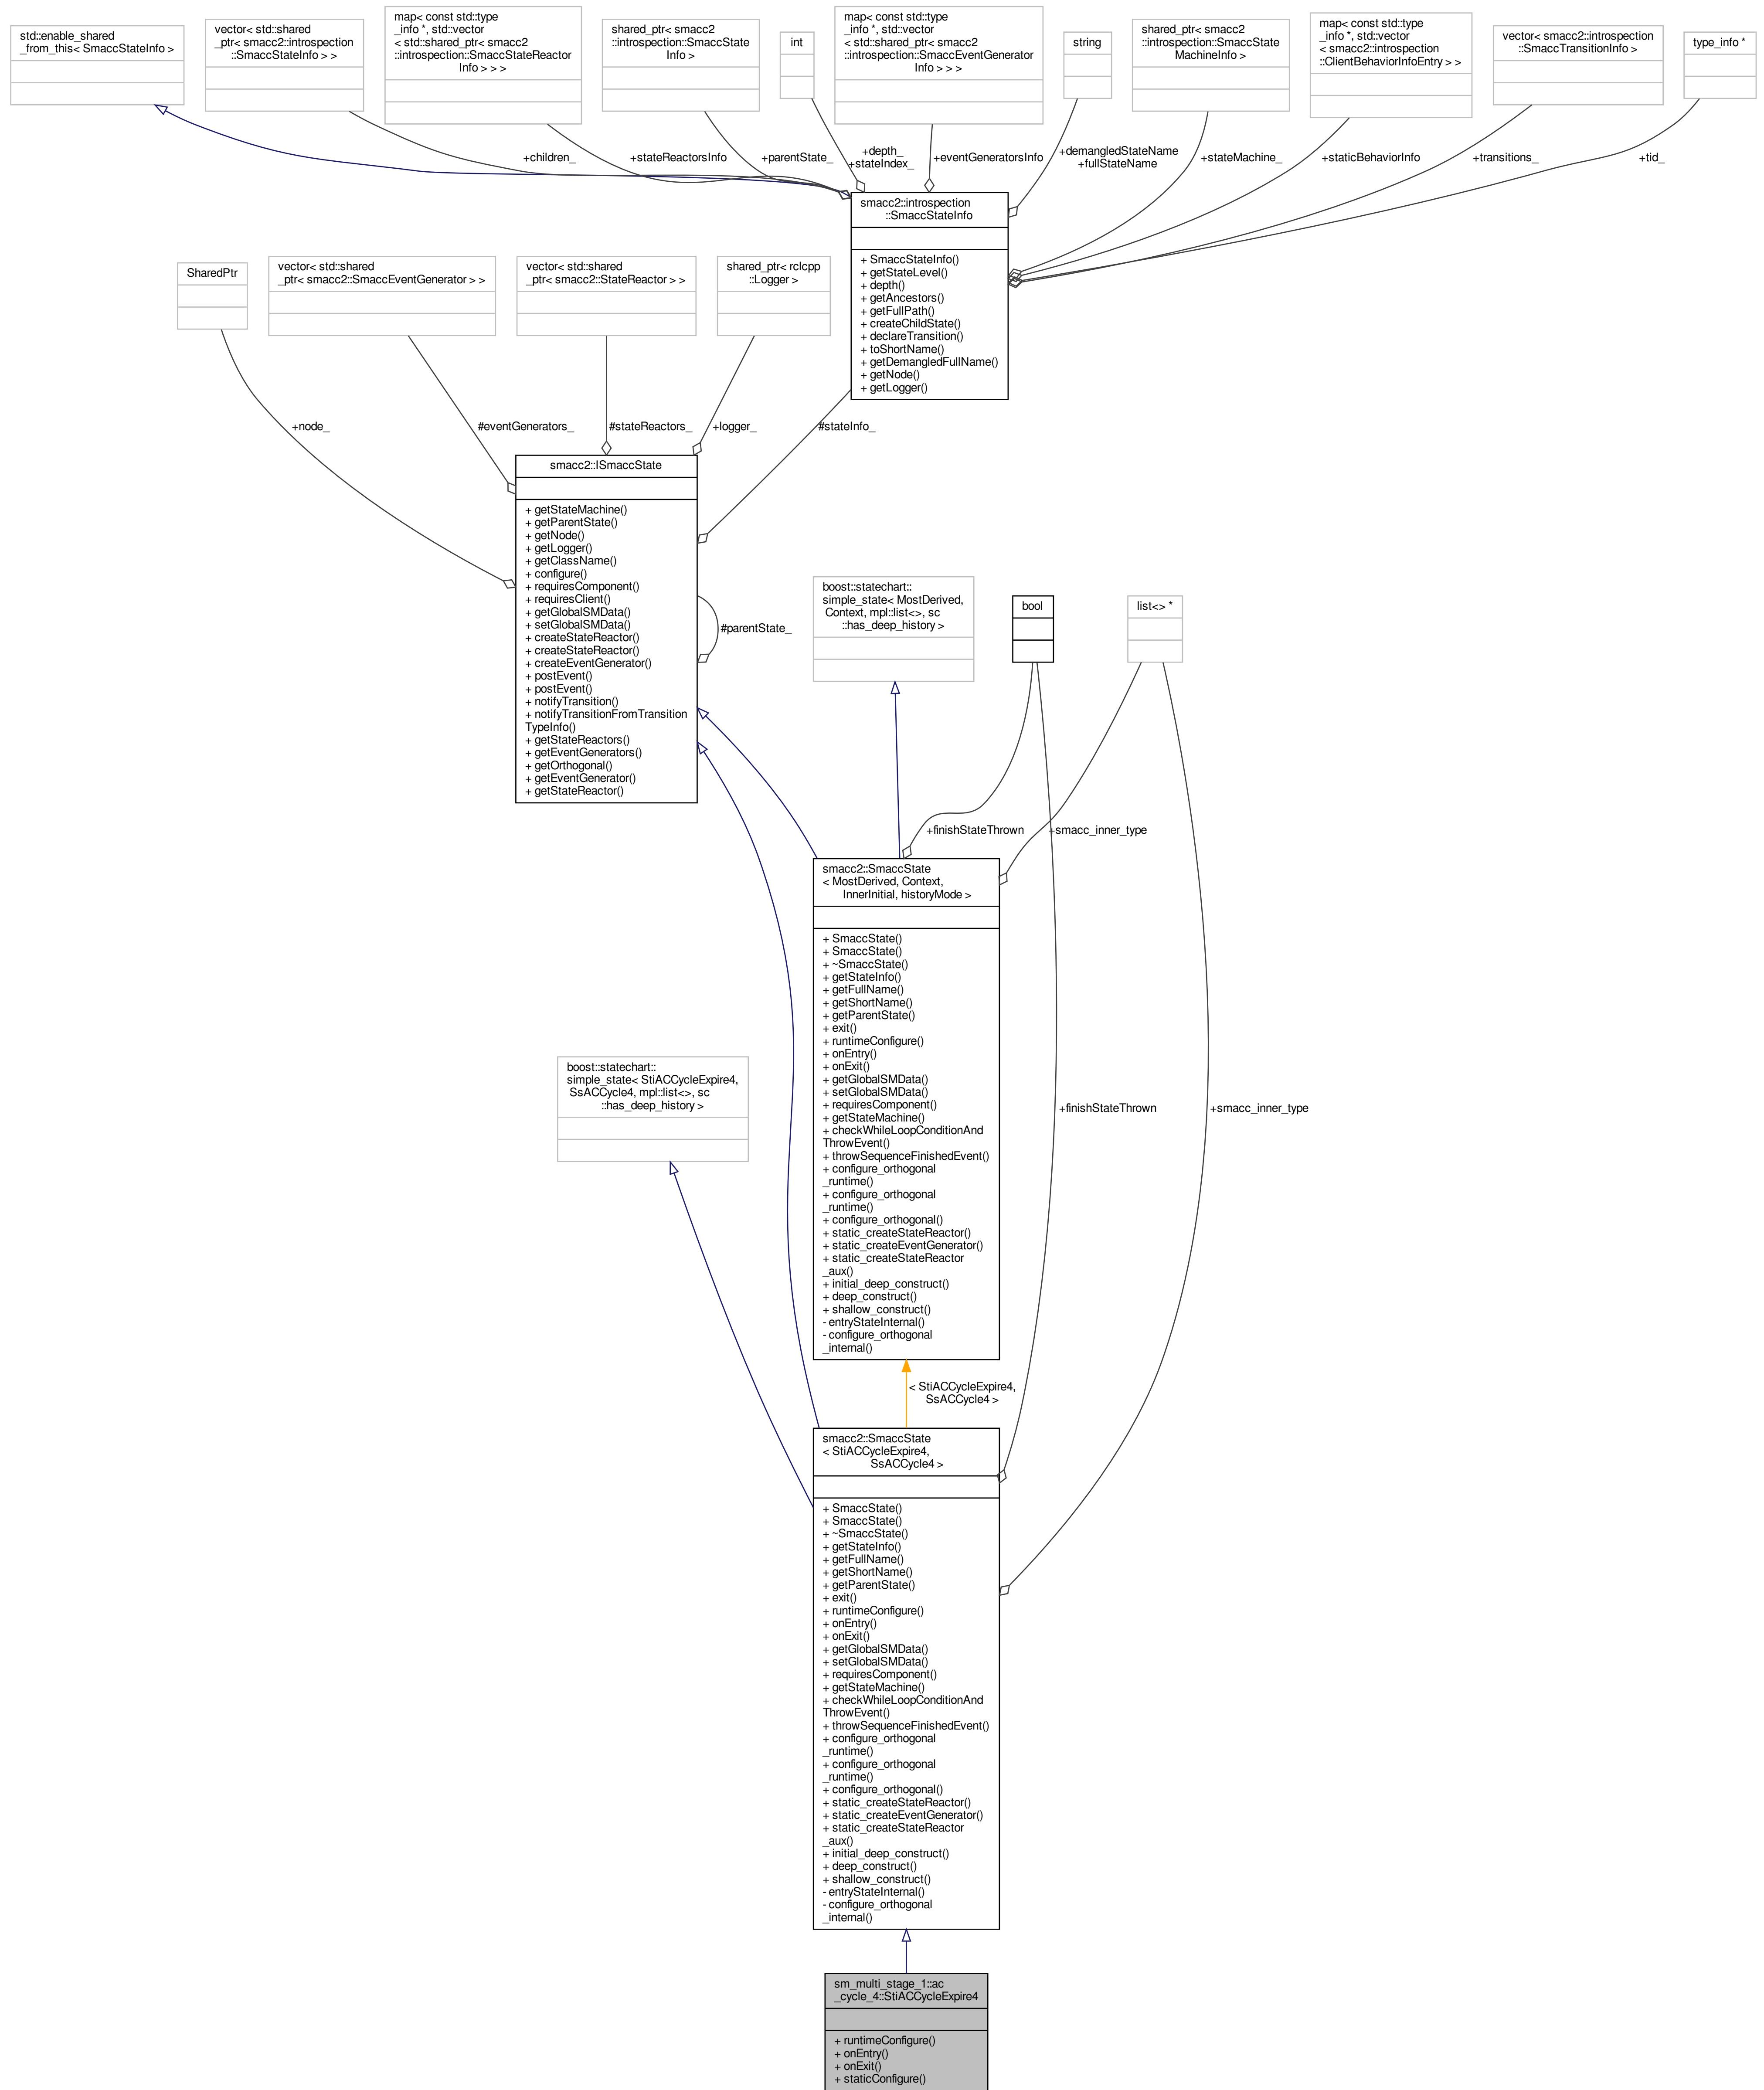 std::enable_shared
_from_this< SmaccStateInfo >
vector< std::shared
_ptr< smacc2::introspection
::SmaccStateInfo > >
map< const std::type
_info *, std::vector
< std::shared_ptr< smacc2
::introspection::SmaccStateReactor
Info > > >
shared_ptr< smacc2
::introspection::SmaccState
Info >
int
map< const std::type
_info *, std::vector
< std::shared_ptr< smacc2
::introspection::SmaccEventGenerator
Info > > >
string
shared_ptr< smacc2
::introspection::SmaccState
MachineInfo >
map< const std::type
_info *, std::vector
< smacc2::introspection
::ClientBehaviorInfoEntry > >
vector< smacc2::introspection
::SmaccTransitionInfo >
type_info *
+children_
+stateReactorsInfo
+parentState_
+depth_
+stateIndex_
+eventGeneratorsInfo
+demangledStateName
+fullStateName
+stateMachine_
+staticBehaviorInfo
+transitions_
+tid_
smacc2::introspection
::SmaccStateInfo
+ SmaccStateInfo()
+ getStateLevel()
+ depth()
+ getAncestors()
+ getFullPath()
+ createChildState()
+ declareTransition()
+ toShortName()
+ getDemangledFullName()
+ getNode()
+ getLogger()
SharedPtr
vector< std::shared
_ptr< smacc2::SmaccEventGenerator > >
vector< std::shared
_ptr< smacc2::StateReactor > >
shared_ptr< rclcpp
::Logger >
+node_
#eventGenerators_
#stateReactors_
+logger_
#stateInfo_
smacc2::ISmaccState
+ getStateMachine()
+ getParentState()
+ getNode()
+ getLogger()
+ getClassName()
+ configure()
+ requiresComponent()
+ requiresClient()
+ getGlobalSMData()
+ setGlobalSMData()
+ createStateReactor()
+ createStateReactor()
+ createEventGenerator()
+ postEvent()
+ postEvent()
+ notifyTransition()
+ notifyTransitionFromTransition
TypeInfo()
+ getStateReactors()
+ getEventGenerators()
+ getOrthogonal()
+ getEventGenerator()
+ getStateReactor()
#parentState_
boost::statechart::
simple_state< MostDerived,
Context, mpl::list<>, sc
::has_deep_history >
bool
list<> *
+finishStateThrown
+smacc_inner_type
smacc2::SmaccState
< MostDerived, Context,
InnerInitial, historyMode >
+ SmaccState()
+ SmaccState()
+ ~SmaccState()
+ getStateInfo()
+ getFullName()
+ getShortName()
+ getParentState()
+ exit()
+ runtimeConfigure()
+ onEntry()
+ onExit()
+ getGlobalSMData()
+ setGlobalSMData()
+ requiresComponent()
+ getStateMachine()
+ checkWhileLoopConditionAnd
ThrowEvent()
+ throwSequenceFinishedEvent()
+ configure_orthogonal
_runtime()
+ configure_orthogonal
_runtime()
+ configure_orthogonal()
+ static_createStateReactor()
+ static_createEventGenerator()
+ static_createStateReactor
_aux()
+ initial_deep_construct()
+ deep_construct()
+ shallow_construct()
- entryStateInternal()
- configure_orthogonal
_internal()
boost::statechart::
simple_state< StiACCycleExpire4,
SsACCycle4, mpl::list<>, sc
::has_deep_history >
+finishStateThrown
+smacc_inner_type
< StiACCycleExpire4,
SsACCycle4 >
smacc2::SmaccState
< StiACCycleExpire4,
SsACCycle4 >
+ SmaccState()
+ SmaccState()
+ ~SmaccState()
+ getStateInfo()
+ getFullName()
+ getShortName()
+ getParentState()
+ exit()
+ runtimeConfigure()
+ onEntry()
+ onExit()
+ getGlobalSMData()
+ setGlobalSMData()
+ requiresComponent()
+ getStateMachine()
+ checkWhileLoopConditionAnd
ThrowEvent()
+ throwSequenceFinishedEvent()
+ configure_orthogonal
_runtime()
+ configure_orthogonal
_runtime()
+ configure_orthogonal()
+ static_createStateReactor()
+ static_createEventGenerator()
+ static_createStateReactor
_aux()
+ initial_deep_construct()
+ deep_construct()
+ shallow_construct()
- entryStateInternal()
- configure_orthogonal
_internal()
sm_multi_stage_1::ac
_cycle_4::StiACCycleExpire4
+ runtimeConfigure()
+ onEntry()
+ onExit()
+ staticConfigure()